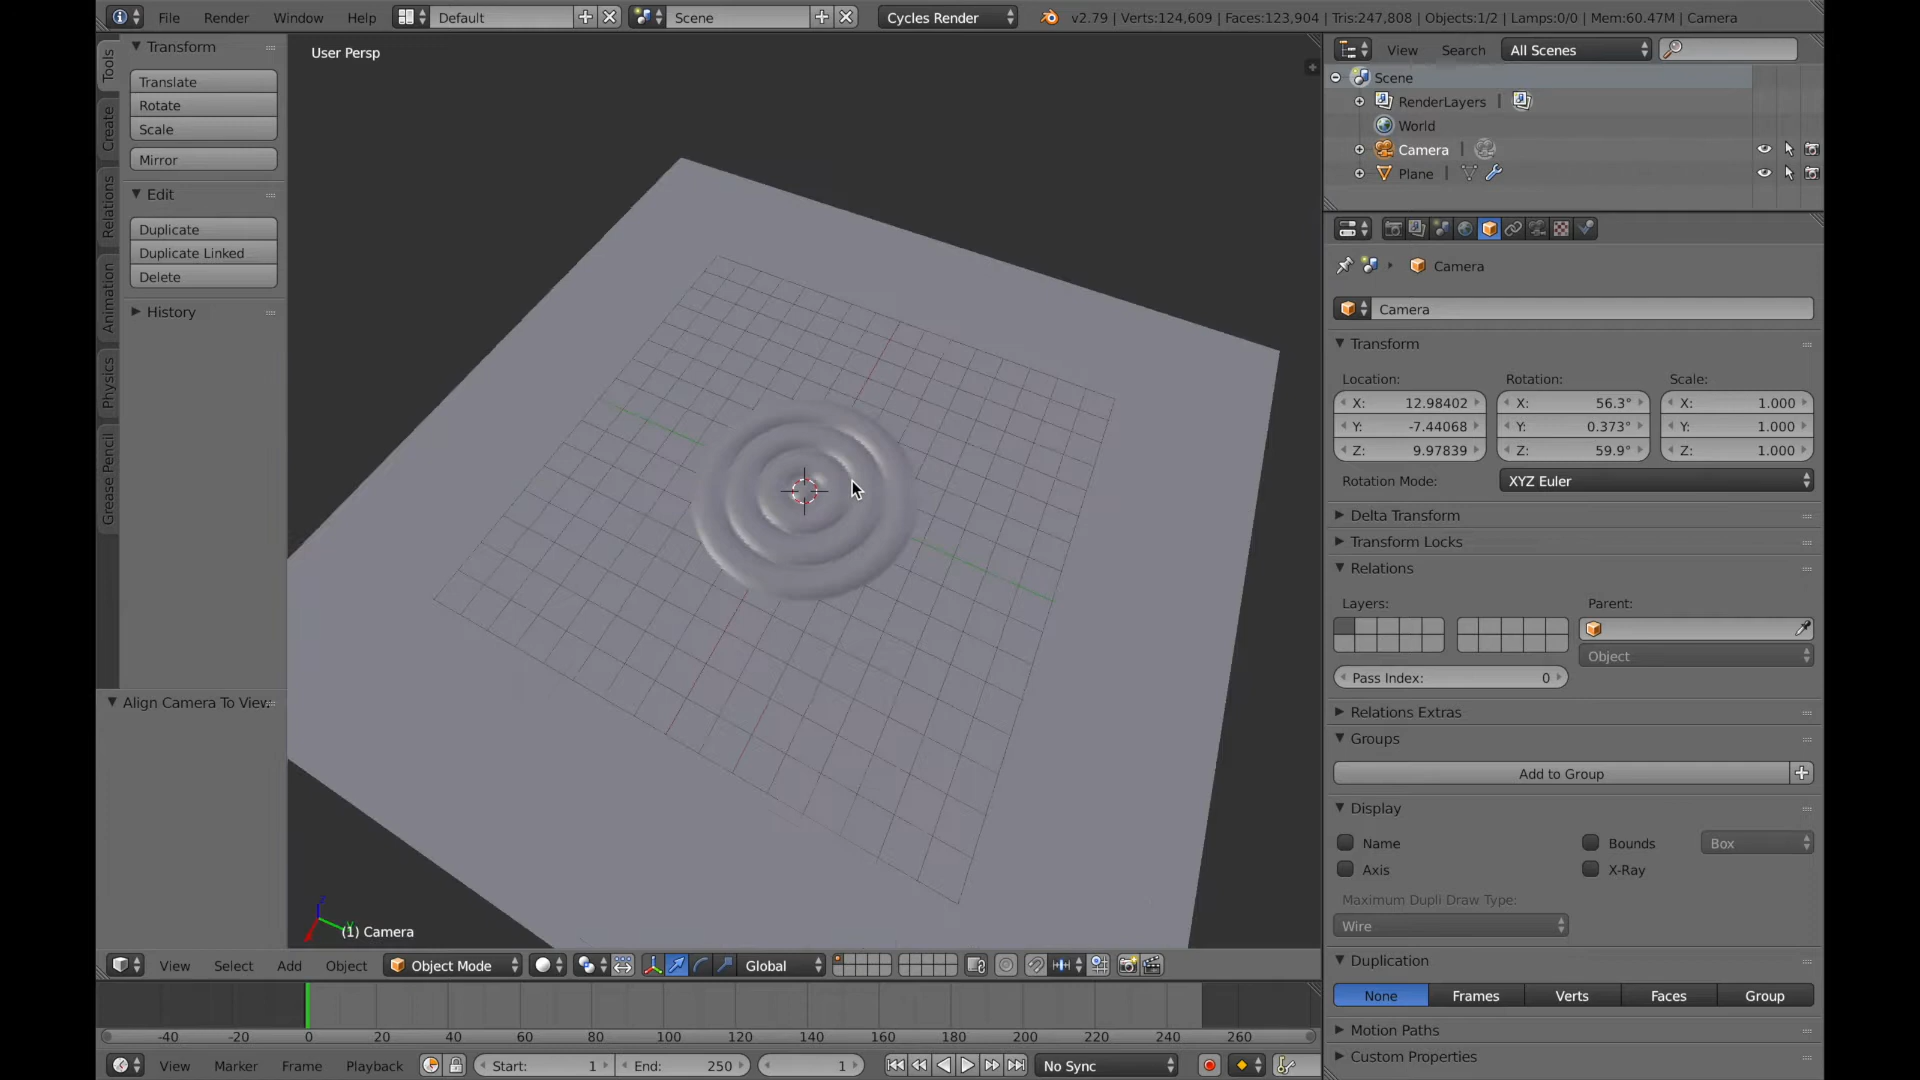 File Render Window Help Default Scene Cycles Render v2.79 | Verts:124,609 | Faces:123,904 | Tris:247,808 | Objects:1/2 | Lamps:0/0 | Mem:60.47M | Camera
Tools
Create
Relations
Animation
Physics
Grease Pencil
Transform
Translate
Rotate
Scale
Mirror
Edit
Duplicate
Duplicate Linked
Delete
History
Align Camera To View
User Persp
(1) Camera
View Search All Scenes
Scene
RenderLayers |
World
Camera |
Plane |
Camera
Camera
Transform
Location: Rotation: Scale:
X: 12.98402 X: 56.3° X: 1.000
Y: -7.44068 Y: 0.373° Y: 1.000
Z: 9.97839 Z: 59.9° Z: 1.000
Rotation Mode: XYZ Euler
Delta Transform
Transform Locks
Relations
Layers: Parent:
Object
Pass Index: 0
Relations Extras
Groups
Add to Group
Display
Name Bounds Box
Axis X-Ray
Maximum Dupli Draw Type:
Wire
Duplication
None Frames Verts Faces Group
Motion Paths
Custom Properties
View Select Add Object Object Mode Global
-40 -20 0 20 40 60 80 100 120 140 160 180 200 220 240 260
View Marker Frame Playback Start: 1 End: 250 1 No Sync